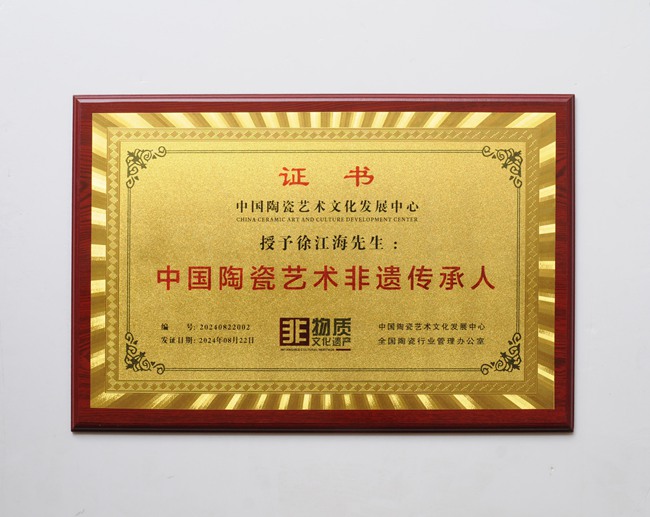 证 书
中国陶瓷艺术文化发展中心
CHINA CERAMIC ART AND CULTURE DEVELOPMENT CENTER
授予徐江海先生：
中国陶瓷艺术非遗传承人
编 号: 20240822002
发证日期: 2024年08月22日
非物质
文化遗产
中国陶瓷艺术文化发展中心
全国陶瓷行业管理办公室